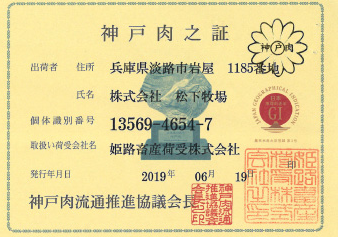 神戸肉之証
神戸肉
出荷者 住所 兵庫県淡路市岩屋 1185番地
氏名 株式会社 松下牧場
個体識別番号 13569-4654-7
取扱い荷受会社名 姫路畜産荷受株式会社
発行年月日 2019年 06月 19日
神戸肉流通推進協議会長
GI
JAPAN GEOGRAPHICAL INDICATION